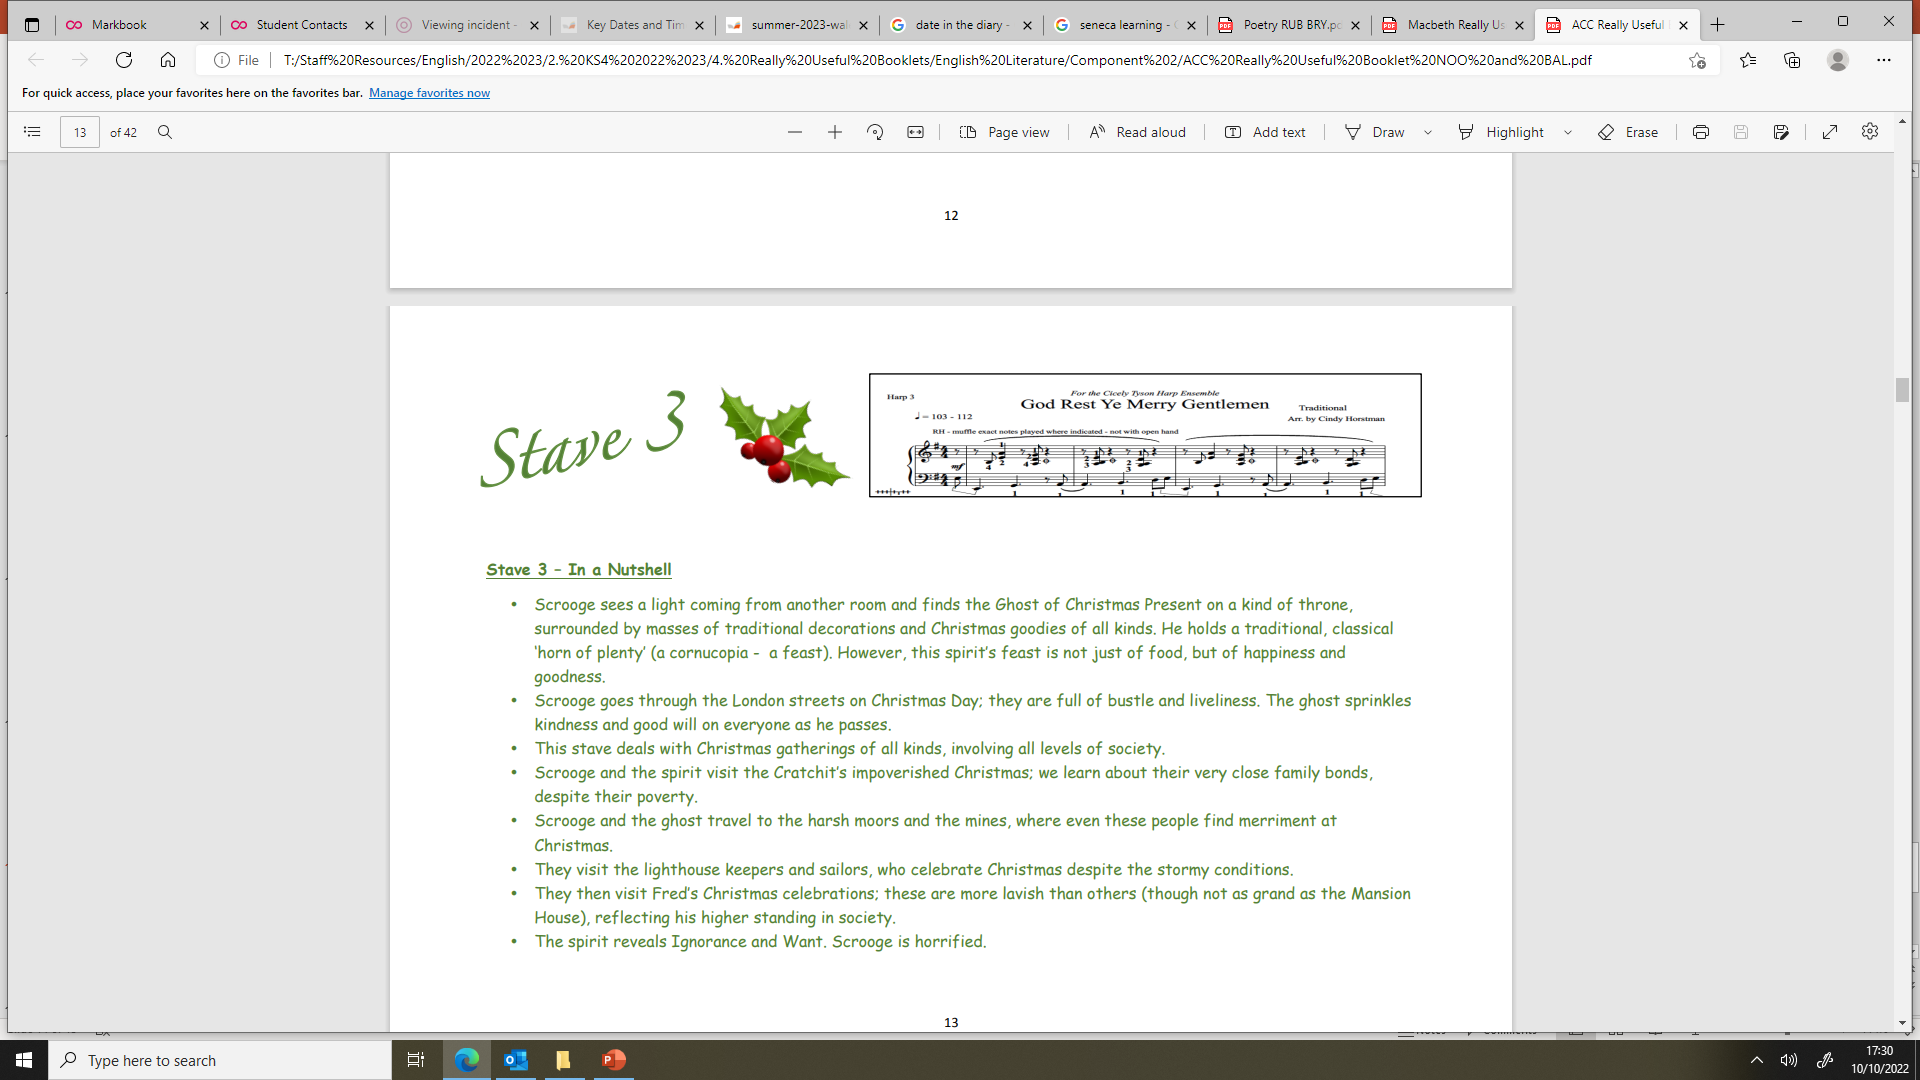 Markbook
Student Contacts
Viewing incident -
Key Dates and Tim
summer-2023-wal
date in the diary -
seneca learning -
Poetry RUB BRY.pd
Macbeth Really Us
ACC Really Useful
File
T:/Staff%20Resources/English/2022%2023/2.%20KS4%202022%2023/4.%20Really%20Useful%20Booklets/English%20Literature/Component%202/ACC%20Really%20Useful%20Booklet%20NOO%20and%20BAL.pdf
For quick access, place your favorites here on the favorites bar. Manage favorites now
13 of 42
Page view
Read aloud
Add text
Draw
Highlight
Erase
12
Stave 3
Harp 3
For the Cicely Tyson Harp Ensemble
God Rest Ye Merry Gentlemen
Traditional
Arr. by Cindy Horstman
= 103 - 112
RH - muffle exact notes played where indicated - not with open hand
mf
Stave 3 – In a Nutshell
• Scrooge sees a light coming from another room and finds the Ghost of Christmas Present on a kind of throne,
surrounded by masses of traditional decorations and Christmas goodies of all kinds. He holds a traditional, classical
‘horn of plenty’ (a cornucopia - a feast). However, this spirit’s feast is not just of food, but of happiness and
goodness.
• Scrooge goes through the London streets on Christmas Day; they are full of bustle and liveliness. The ghost sprinkles
kindness and good will on everyone as he passes.
• This stave deals with Christmas gatherings of all kinds, involving all levels of society.
• Scrooge and the spirit visit the Cratchit’s impoverished Christmas; we learn about their very close family bonds,
despite their poverty.
• Scrooge and the ghost travel to the harsh moors and the mines, where even these people find merriment at
Christmas.
• They visit the lighthouse keepers and sailors, who celebrate Christmas despite the stormy conditions.
• They then visit Fred’s Christmas celebrations; these are more lavish than others (though not as grand as the Mansion
House), reflecting his higher standing in society.
• The spirit reveals Ignorance and Want. Scrooge is horrified.
13
Type here to search
17:30
10/10/2022